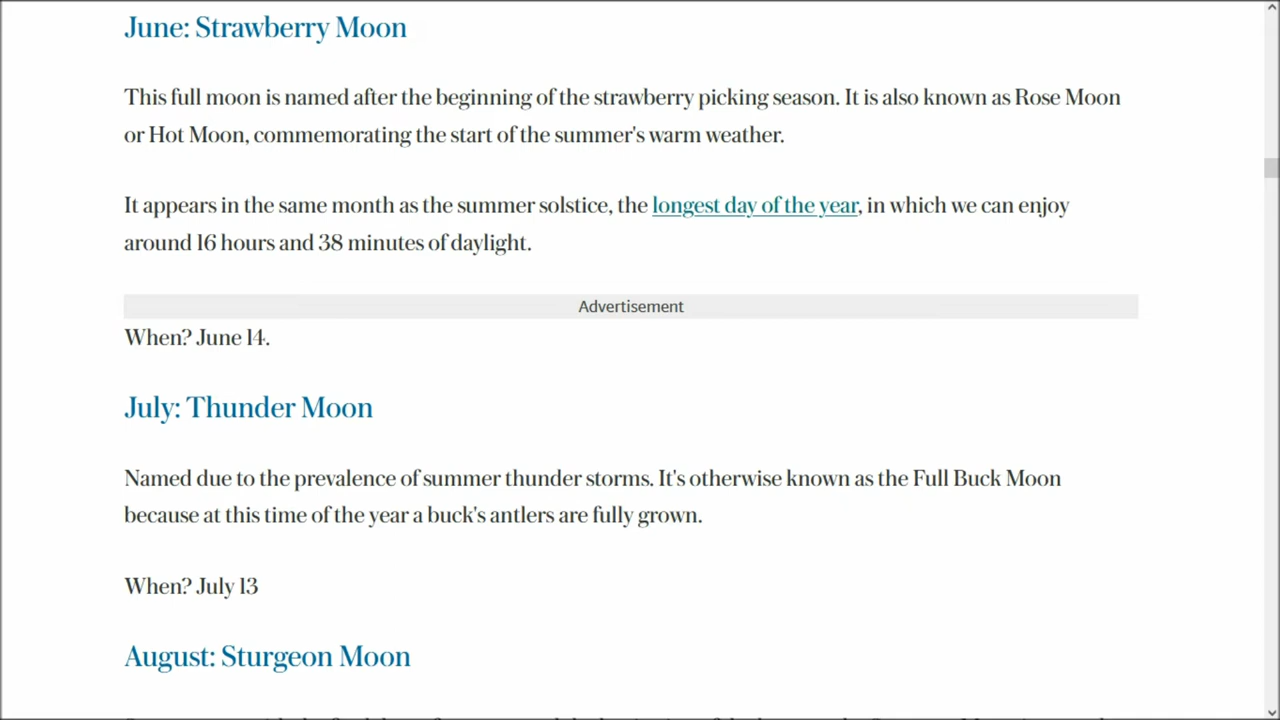 June: Strawberry Moon
This full moon is named after the beginning of the strawberry picking season. It is also known as Rose Moon
or Hot Moon, commemorating the start of the summer's warm weather.
It appears in the same month as the summer solstice, the longest day of the year, in which we can enjoy
around 16 hours and 38 minutes of daylight.
Advertisement
When? June 14.
July: Thunder Moon
Named due to the prevalence of summer thunder storms. It's otherwise known as the Full Buck Moon
because at this time of the year a buck's antlers are fully grown.
When? July 13
August: Sturgeon Moon